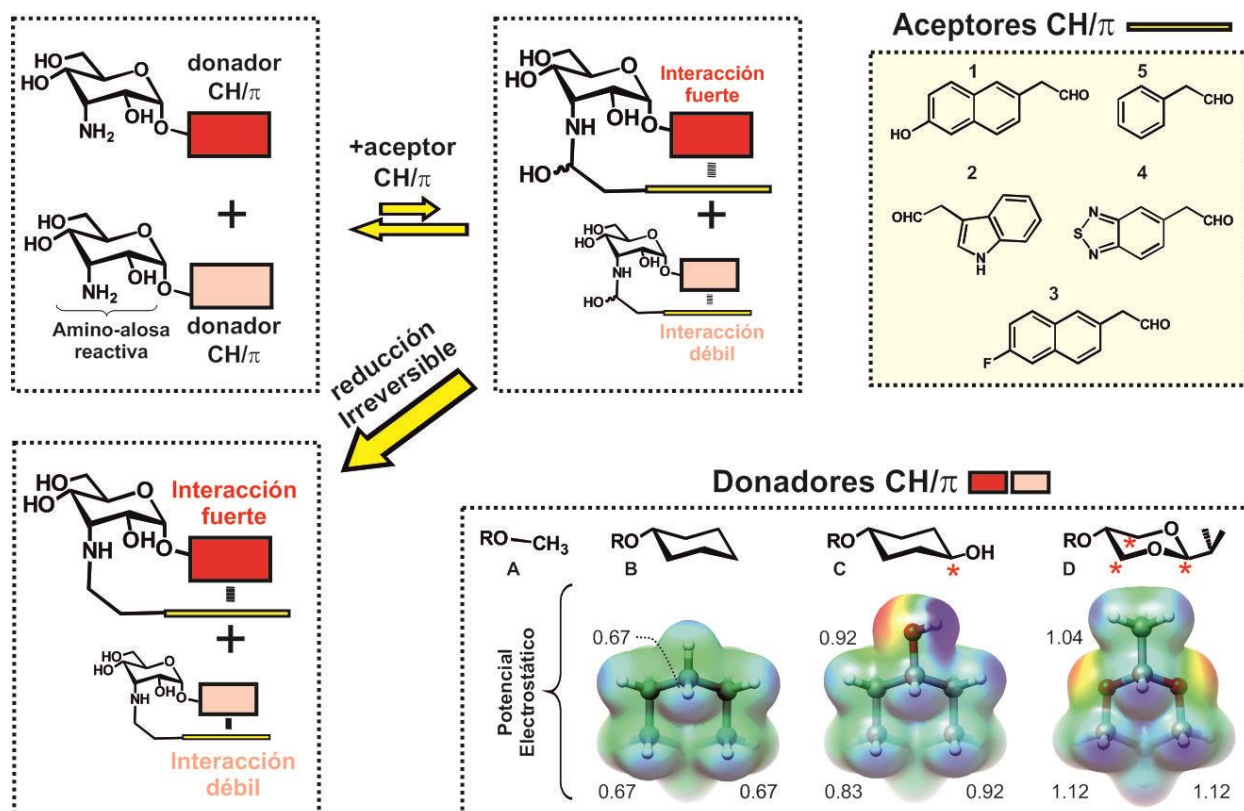 HO
HO
O
OH
O
NH2
donador
CH/π
+
HO
HO
O
OH
O
NH2
Amino-alosa
reactiva
donador
CH/π
+aceptor
CH/π
HO
HO
O
OH
O
NH
HO
Interacción
fuerte
+
HO
HO
O
OH
O
NH
HO
Interacción
débil
Aceptores CH/π
1
CHO
HO
5
CHO
2
CHO
N
H
4
N
S
N
CHO
3
CHO
F
reducción
Irreversible
HO
HO
O
OH
O
NH
Interacción
fuerte
+
HO
HO
O
OH
O
NH
Interacción
débil
Donadores CH/π
RO
CH3
A
RO
B
RO
OH
C
*
RO
O
O
D
*
*
*
Potencial
Electrostático
0.67
0.67
0.67
0.92
0.83
0.92
1.04
1.12
1.12